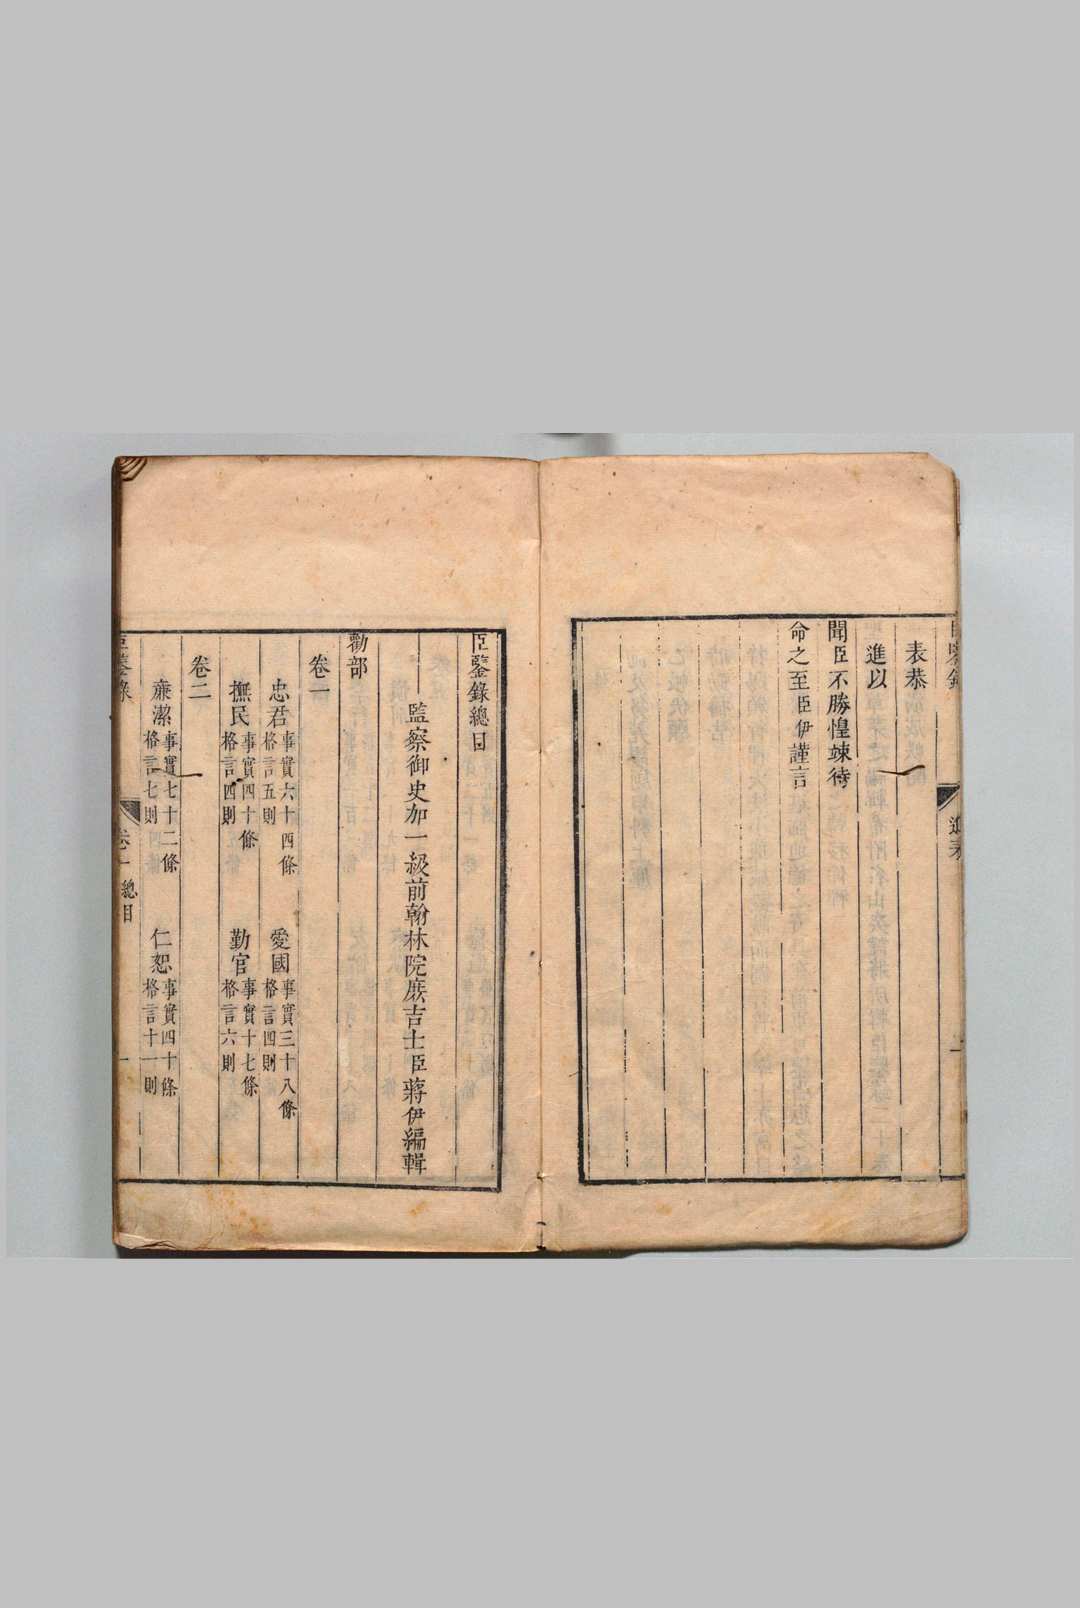 表恭
進以
聞臣不勝惶竦待
命之至臣伊謹言
進表
臣鑒錄總目
監察御史加一級前翰林院庶吉士臣蔣伊編輯
勸部
卷一
忠君 事實六十四條 格言五則 愛國 事實三十八條 格言四則
撫民 事實四十條 格言四則 勤官 事實十七條 格言六則
卷二
廉潔 事實七十二條 格言七則 仁恕 事實四十條 格言十一則
臣鑒錄 卷一 總目 一